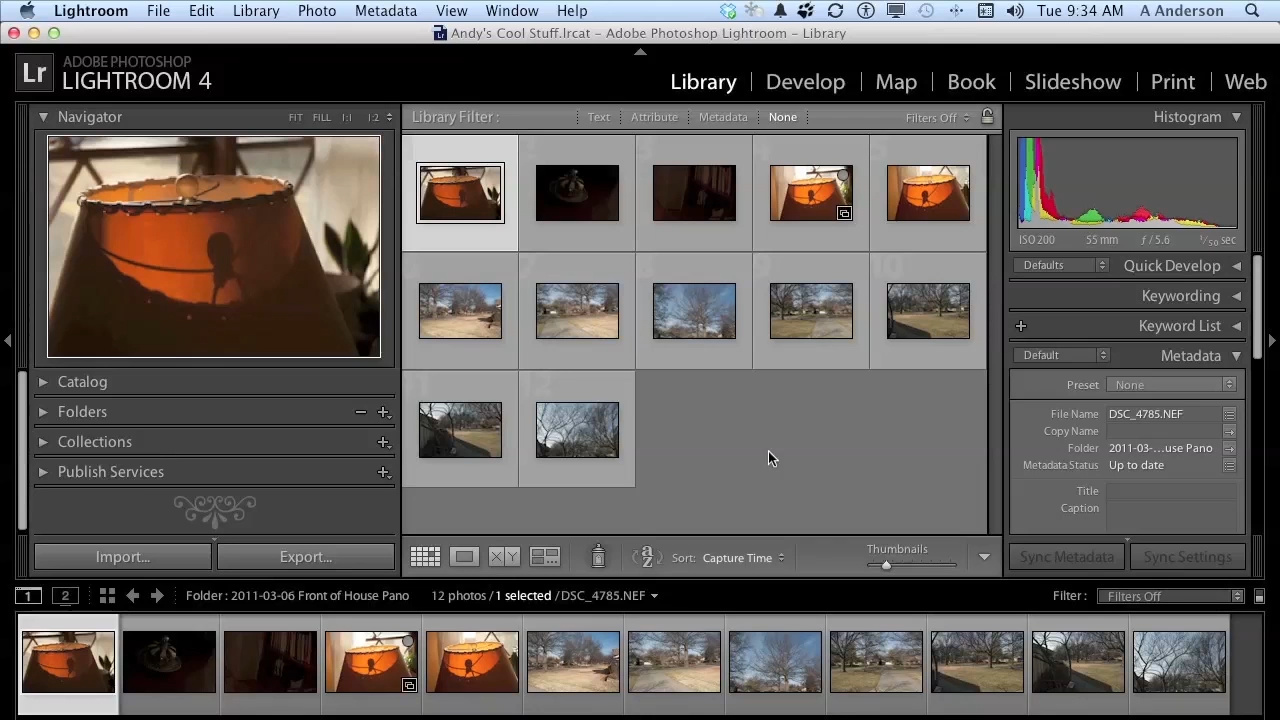 Lightroom File Edit Library Photo Metadata View Window Help Tue 9:34 AM A Anderson
Andy's Cool Stuff.lrcat – Adobe Photoshop Lightroom – Library
Lr ADOBE PHOTOSHOP
LIGHTROOM 4
Library | Develop | Map | Book | Slideshow | Print | Web
Navigator FIT FILL 1:1 1:2
Library Filter : Text Attribute Metadata None Filters Off
Histogram
ISO 200 55 mm ƒ / 5.6 1/50 sec
Defaults Quick Develop
Keywording
Keyword List
Default Metadata
Preset None
File Name DSC_4785.NEF
Copy Name
Folder 2011-03-...use Pano
Metadata Status Up to date
Title
Caption
Catalog
Folders
Collections
Publish Services
Import... Export...
X Y
a z Sort: Capture Time
Thumbnails
Sync Metadata Sync Settings
1 2 Folder : 2011-03-06 Front of House Pano 12 photos / 1 selected / DSC_4785.NEF Filter : Filters Off